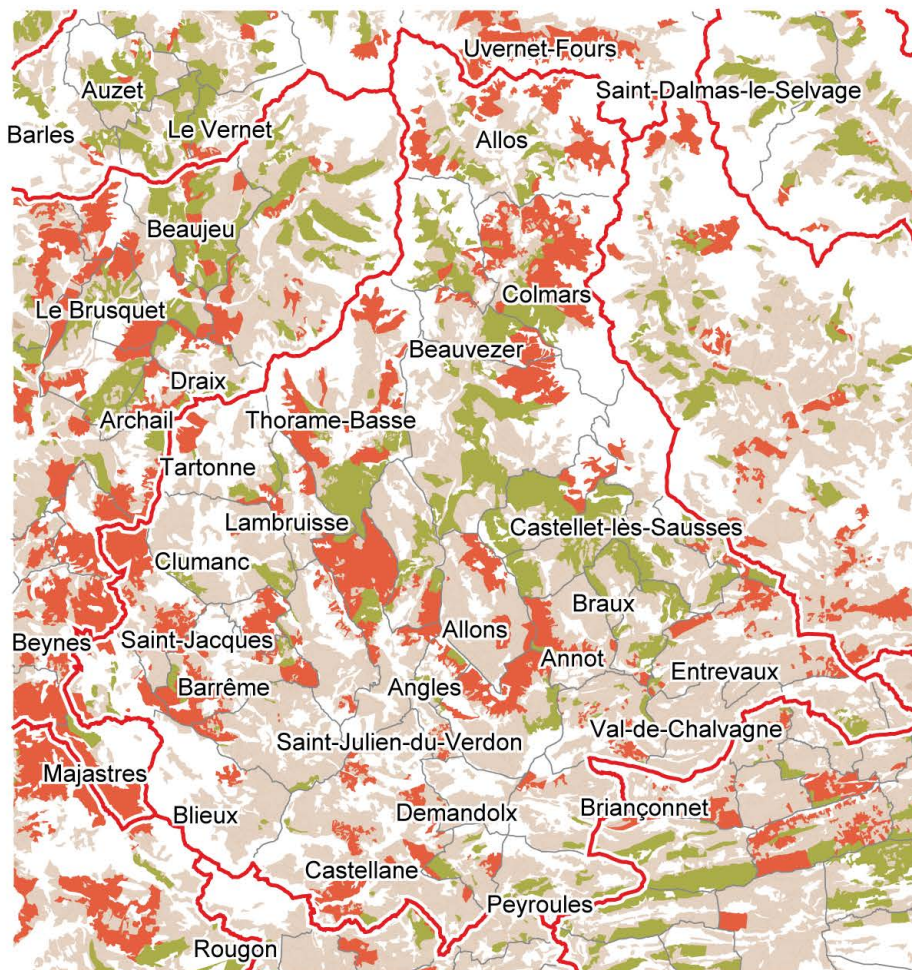 Uvernet-Fours
Auzet
Saint-Dalmas-le-Selvage
Barles
Le Vernet
Allos
Beaujeu
Le Brusquet
Colmars
Beauvezer
Draix
Archail
Thorame-Basse
Tartonne
Lambruisse
Castellet-lès-Sausses
Clumanc
Braux
Beynes
Saint-Jacques
Allons
Annot
Barrême
Angles
Entrevaux
Saint-Julien-du-Verdon
Val-de-Chalvagne
Majastres
Blieux
Demandolx
Briançonnet
Castellane
Peyroules
Rougon